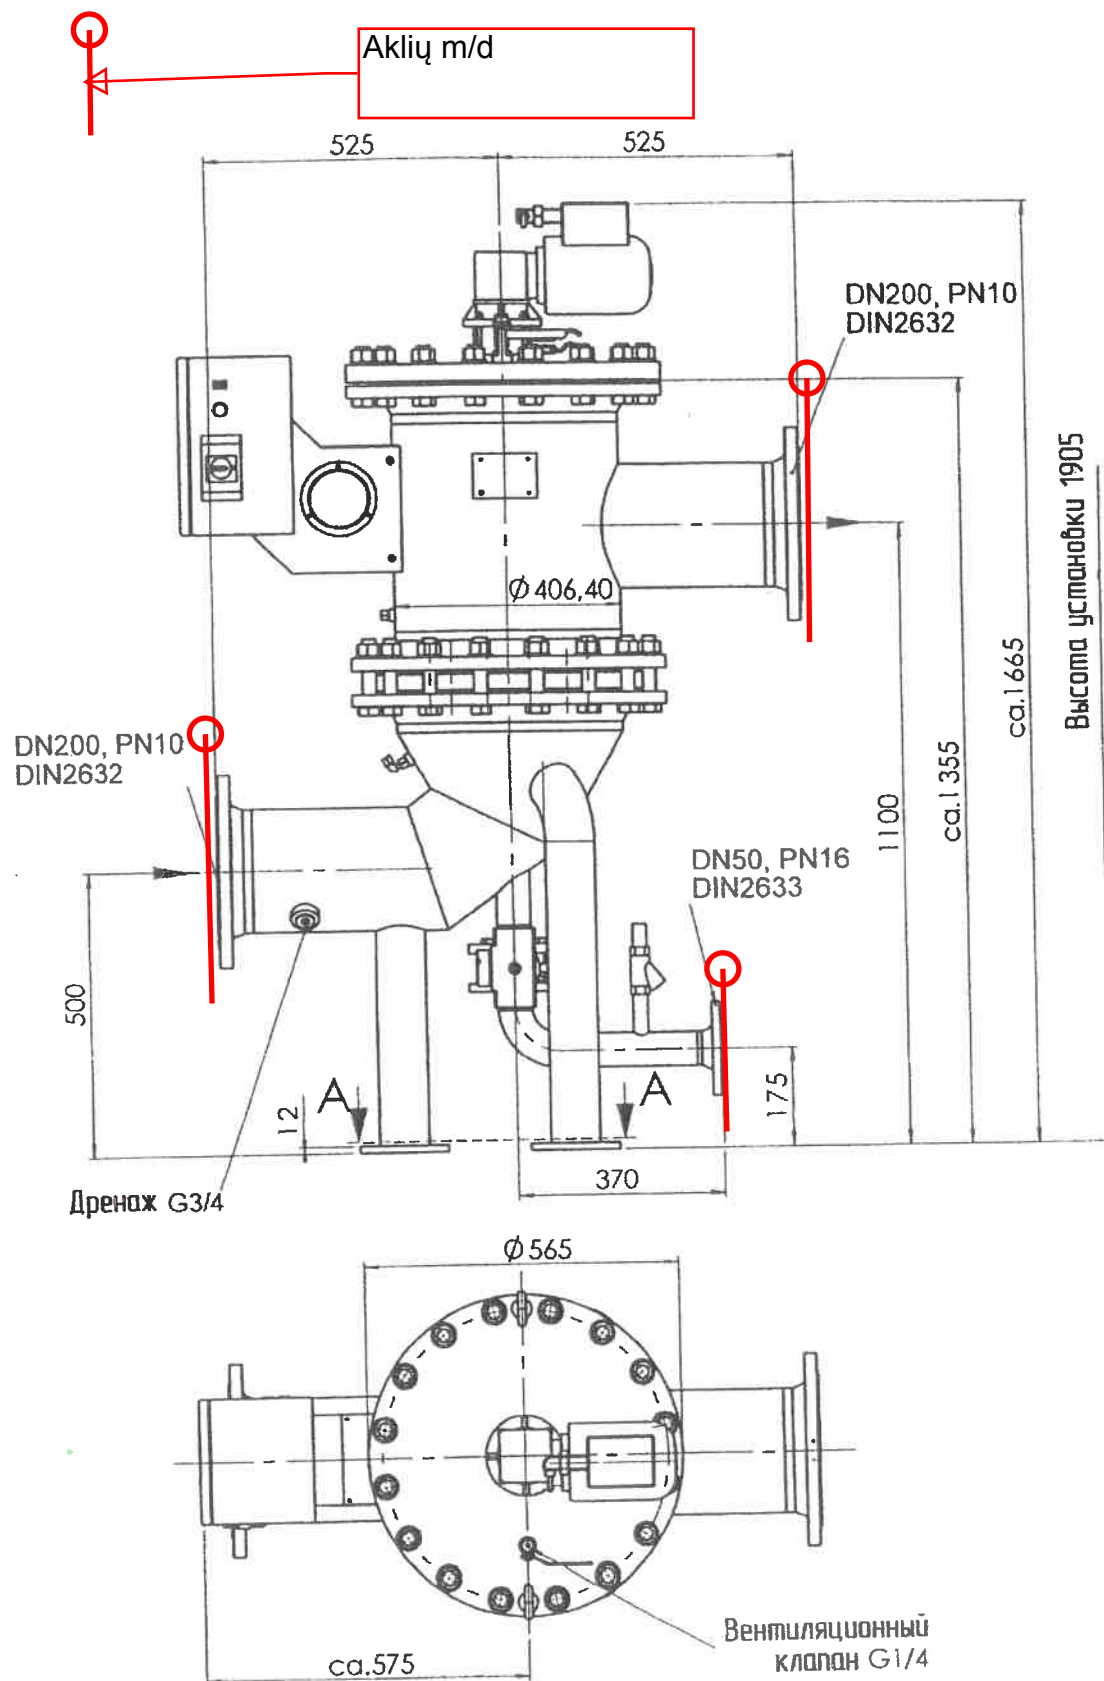 Aklių m/d
525
525
DN200, PN10
DIN2632
Ø 406,40
Высота установки 1905
ca.1665
ca.1355
1100
DN200, PN10
DIN2632
DN50, PN16
DIN2633
500
12
A
A
175
370
Дренаж G3/4
Ø 565
Вентиляционный
клапан G1/4
ca.575